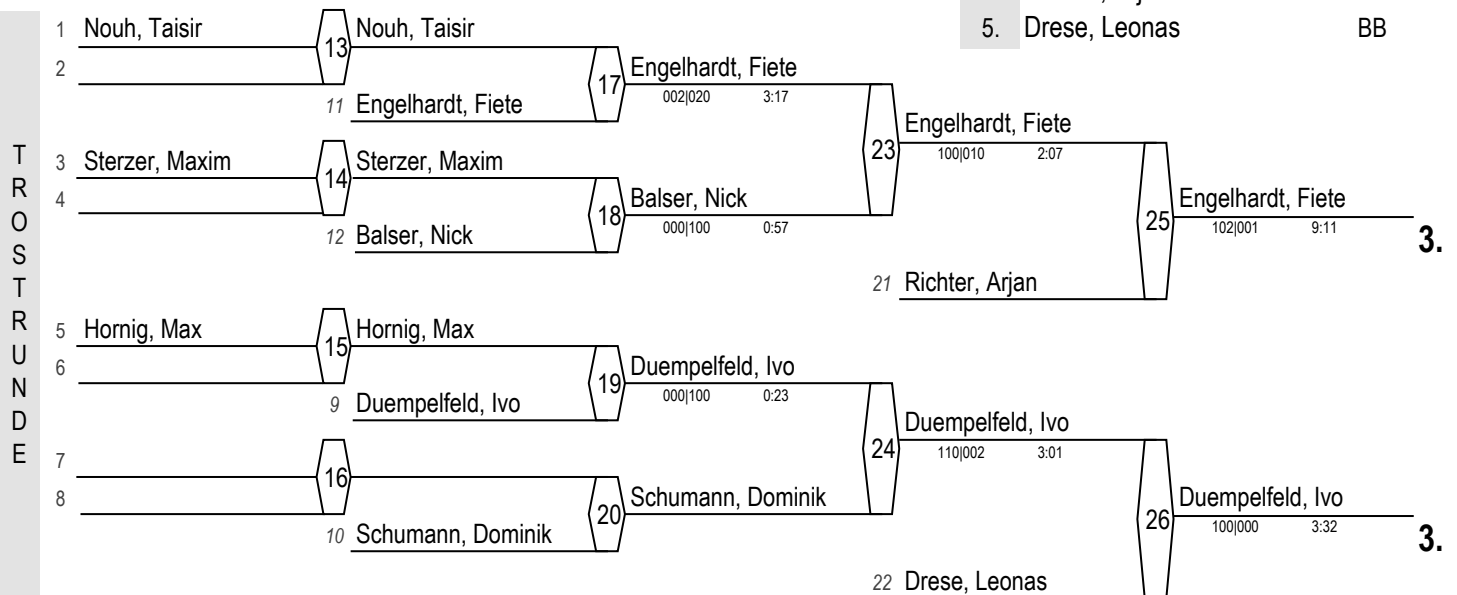 5. Drese, Leonas BB
TROSTRUNDE
1 Nouh, Taisir
2
13
Nouh, Taisir
11 Engelhardt, Fiete
17
Engelhardt, Fiete
002|020 3:17
3 Sterzer, Maxim
4
14
Sterzer, Maxim
12 Balser, Nick
18
Balser, Nick
000|100 0:57
23
Engelhardt, Fiete
100|010 2:07
21 Richter, Arjan
25
Engelhardt, Fiete
102|001 9:11
3.
5 Hornig, Max
6
15
Hornig, Max
9 Duempelfeld, Ivo
19
Duempelfeld, Ivo
000|100 0:23
7
8
16
10 Schumann, Dominik
20
Schumann, Dominik
24
Duempelfeld, Ivo
110|002 3:01
22 Drese, Leonas
26
Duempelfeld, Ivo
100|000 3:32
3.